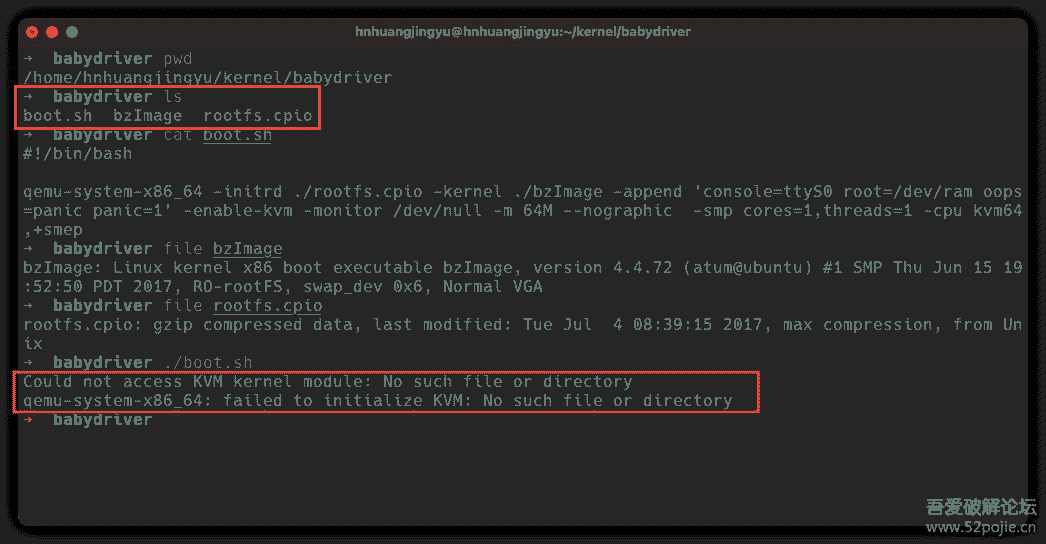 hnhuangjingyu@hnhuangjingyu:~/kernel/babydriver
→ babydriver pwd
/home/hnhuangjingyu/kernel/babydriver
→ babydriver ls
boot.sh  bzImage  rootfs.cpio
→ babydriver cat boot.sh
#!/bin/bash
qemu-system-x86_64 -initrd ./rootfs.cpio -kernel ./bzImage -append 'console=ttyS0 root=/dev/ram oops
=panic panic=1' -enable-kvm -monitor /dev/null -m 64M --nographic  -smp cores=1,threads=1 -cpu kvm64
,+smep
→ babydriver file bzImage
bzImage: Linux kernel x86 boot executable bzImage, version 4.4.72 (atum@ubuntu) #1 SMP Thu Jun 15 19
:52:50 PDT 2017, RO-rootFS, swap_dev 0x6, Normal VGA
→ babydriver file rootfs.cpio
rootfs.cpio: gzip compressed data, last modified: Tue Jul  4 08:39:15 2017, max compression, from Un
ix
→ babydriver ./boot.sh
Could not access KVM kernel module: No such file or directory
qemu-system-x86_64: failed to initialize KVM: No such file or directory
→ babydriver
吾爱破解论坛
www.52pojie.cn